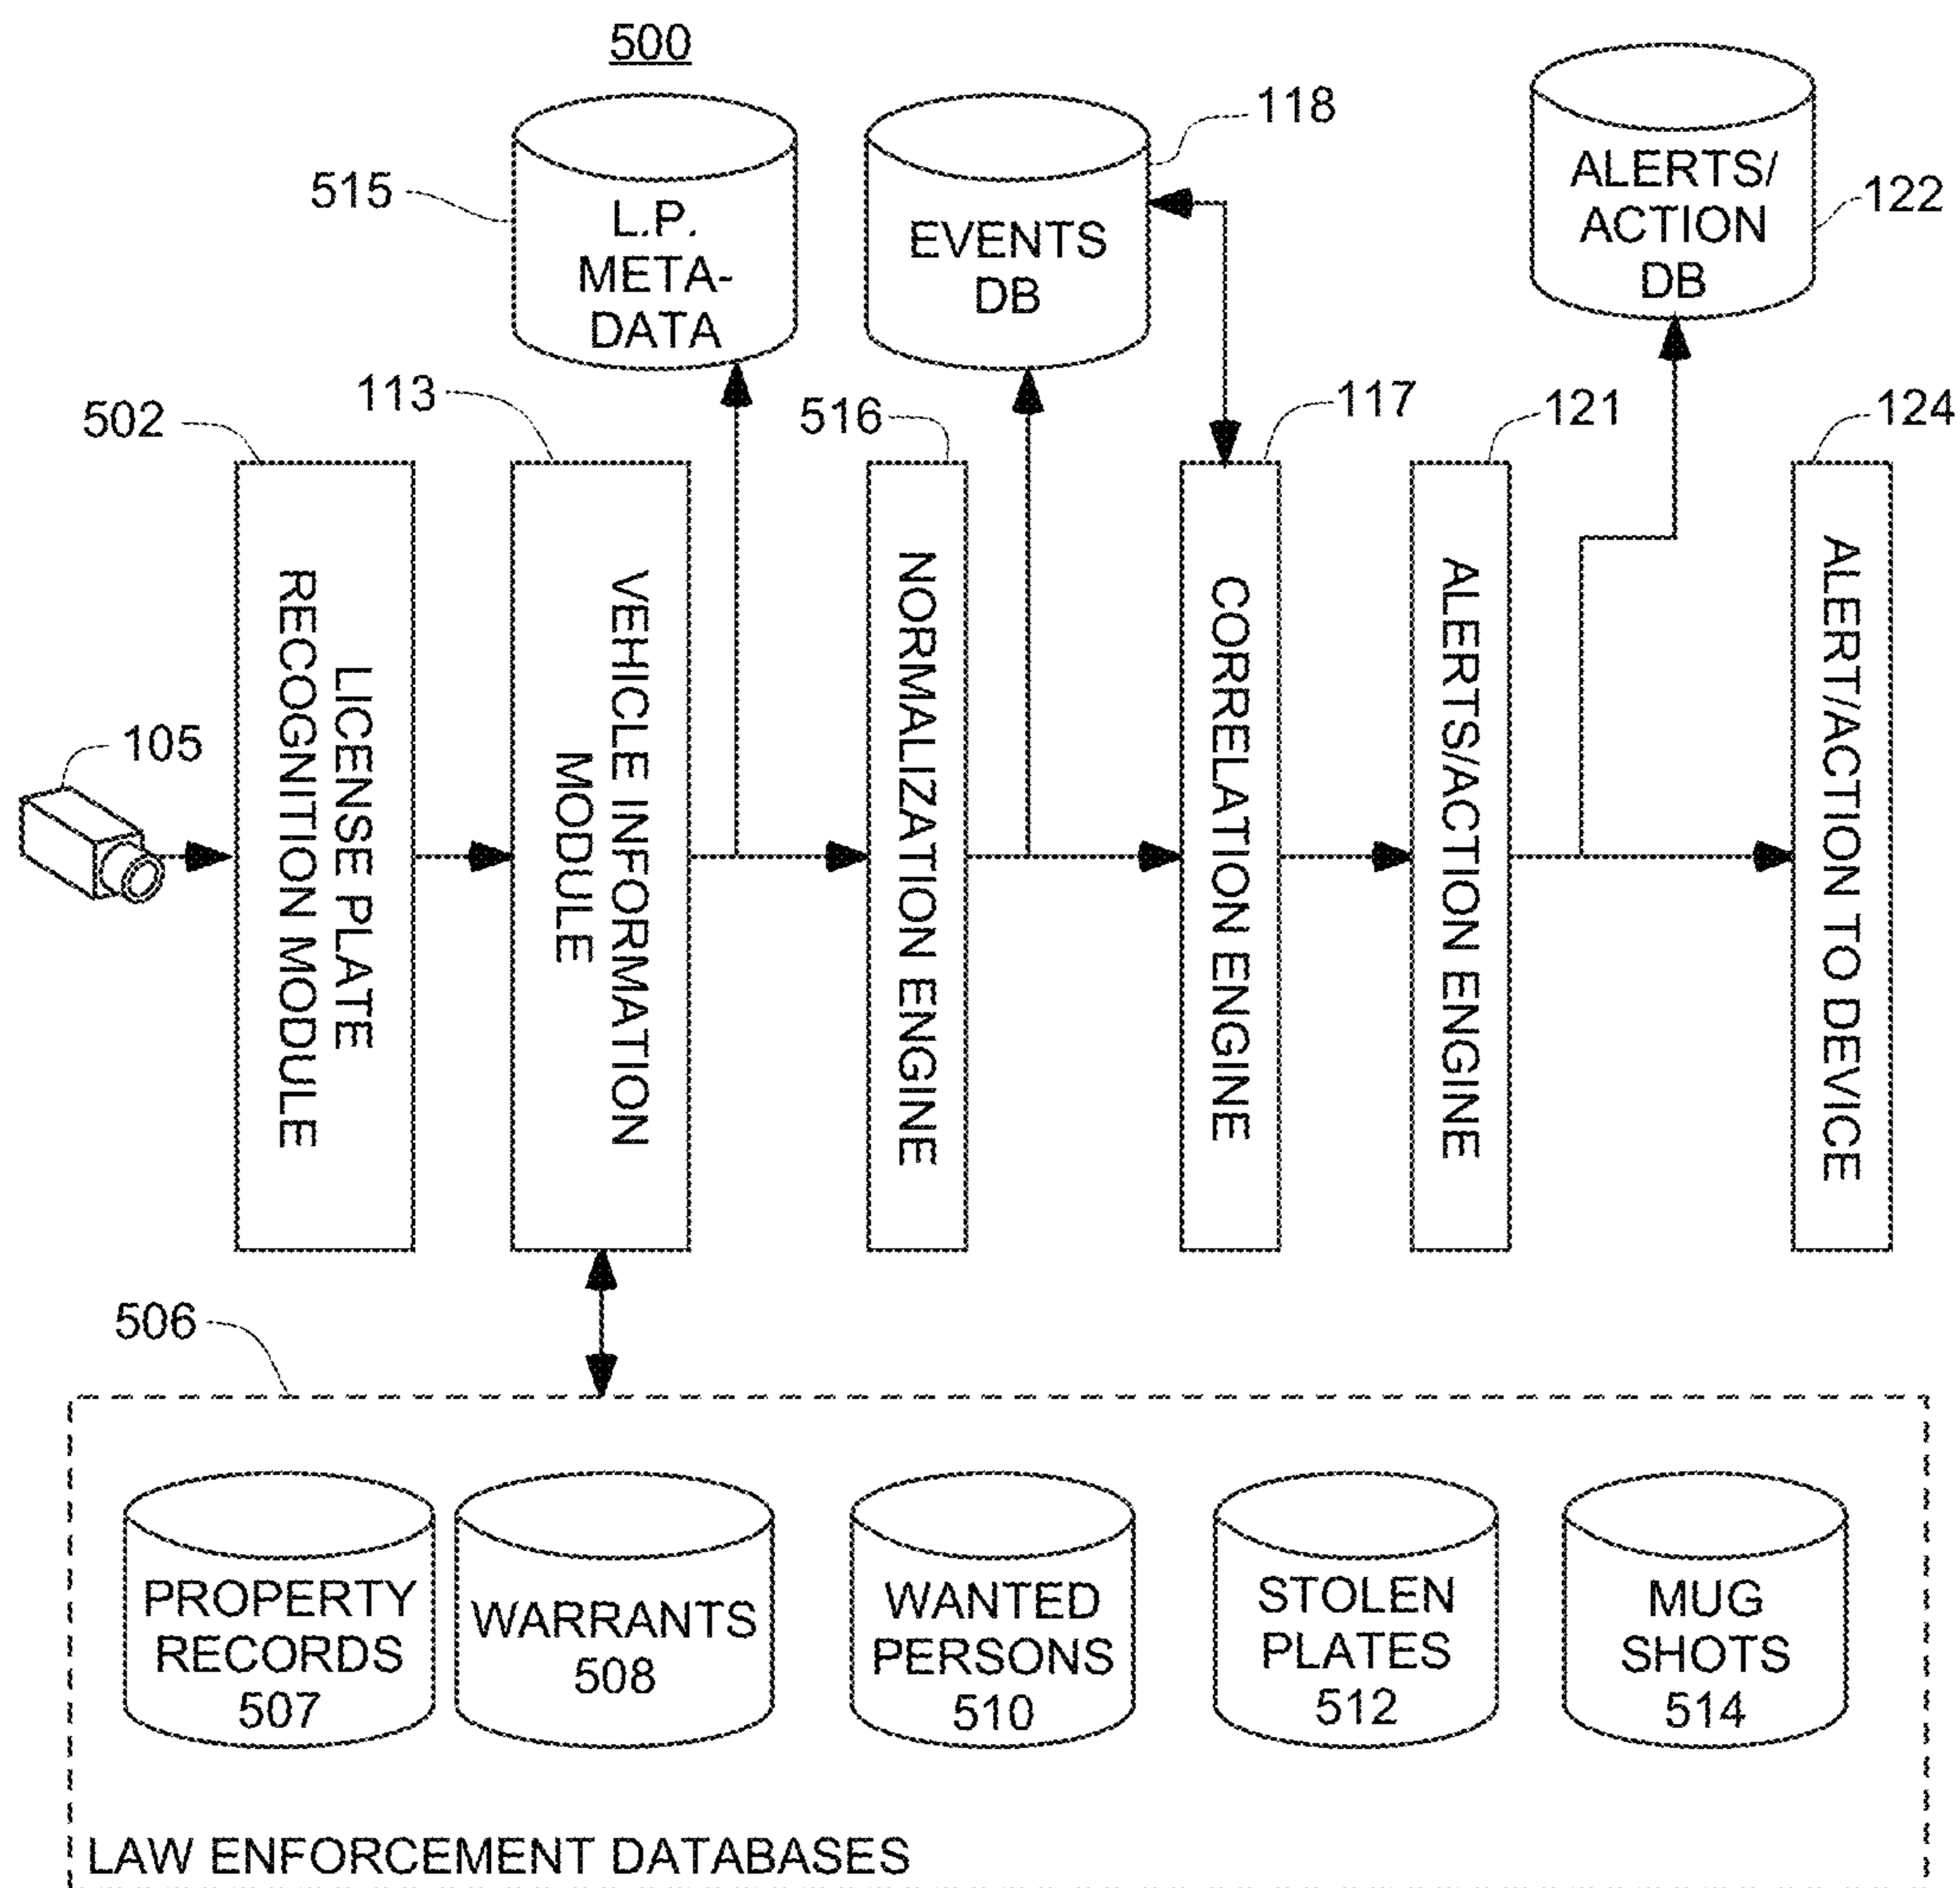 500
118
515
122
L.P.
META-
DATA
EVENTS
DB
ALERTS/
ACTION
DB
113
502
516
117
121
124
105
LICENSE PLATE
RECOGNITION MODULE
VEHICLE INFORMATION
MODULE
NORMALIZATION ENGINE
CORRELATION ENGINE
ALERTS/ACTION ENGINE
ALERT/ACTION TO DEVICE
506
PROPERTY
RECORDS
507
WARRANTS
508
WANTED
PERSONS
510
STOLEN
PLATES
512
MUG
SHOTS
514
LAW ENFORCEMENT DATABASES